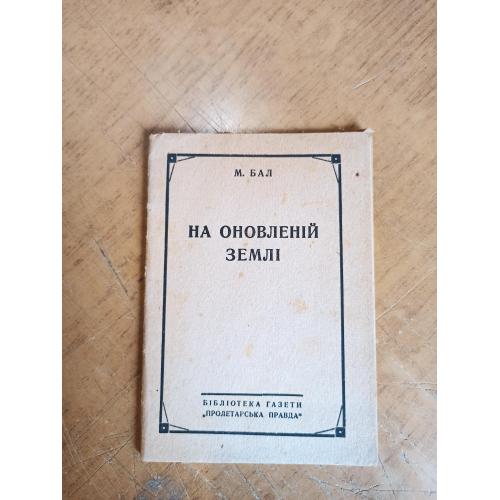 М. БАЛ
НА ОНОВЛЕНІЙ
ЗЕМЛІ
БІБЛІОТЕКА ГАЗЕТИ
„ПРОЛЕТАРСЬКА ПРАВДА"